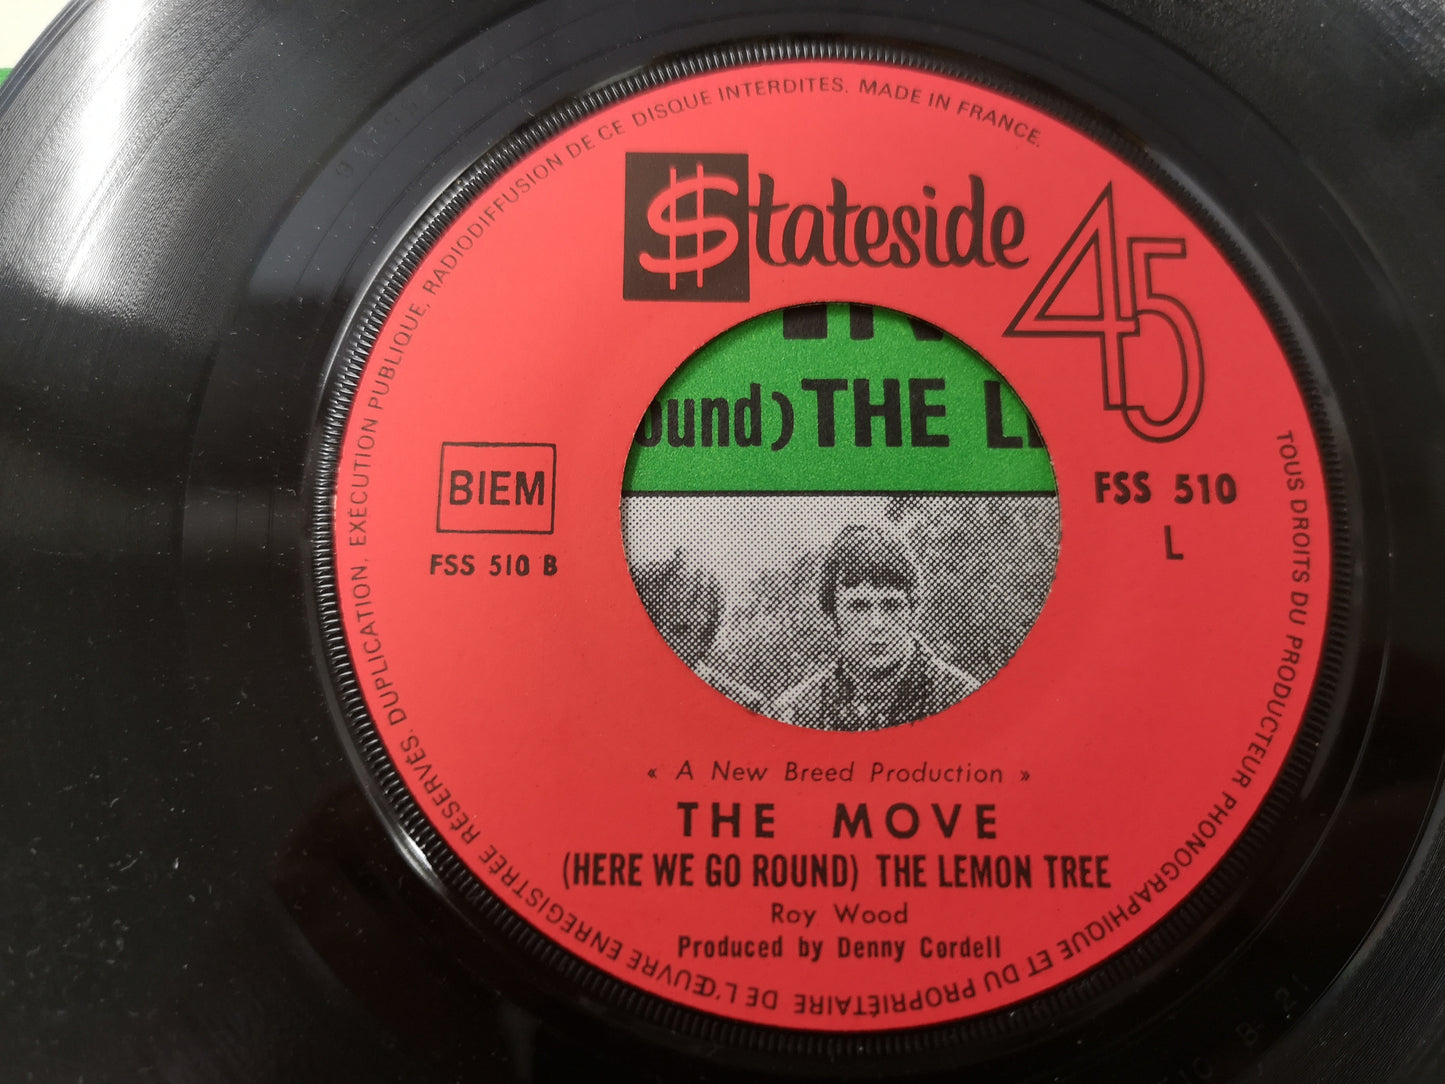 TOUS DROITS DU PRODUCTEUR PHONOGRAPHIQUE ET DU PROPRIÉTAIRE DE L'ŒUVRE ENREGISTRÉE RÉSERVÉS. DUPLICATION, EXÉCUTION PUBLIQUE, RADIODIFFUSION DE CE DISQUE INTERDITES. MADE IN FRANCE.
$tateside 45
ound) THE
BIEM
FSS 510 B
FSS 510
L
« A New Breed Production »
THE MOVE
(HERE WE GO ROUND) THE LEMON TREE
Roy Wood
Produced by Denny Cordell